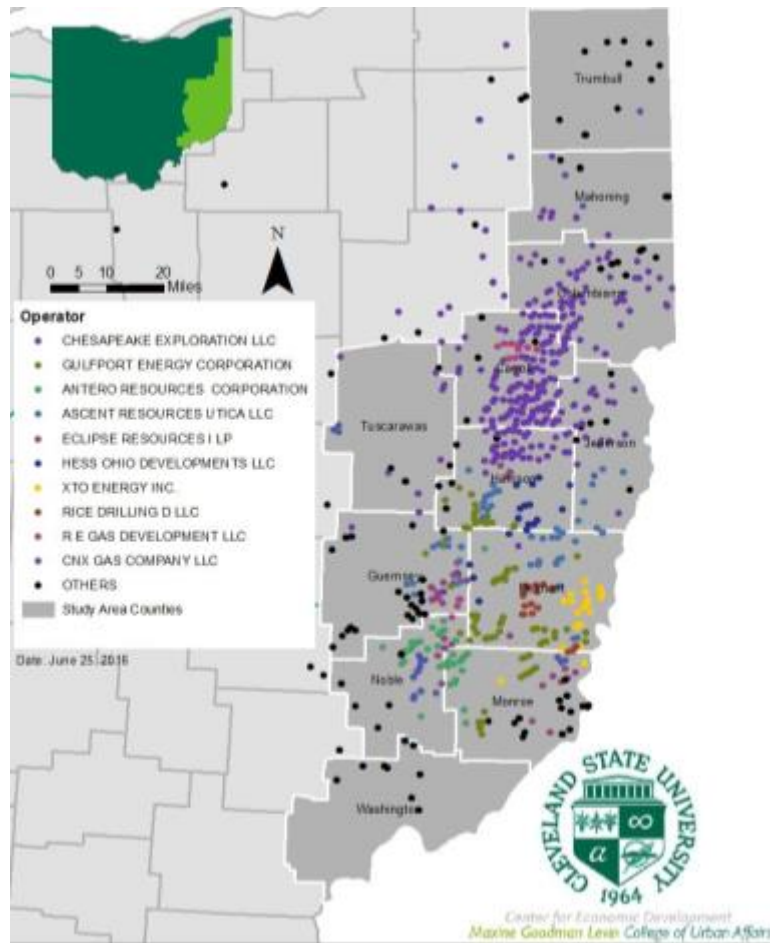 Trumbull
Mahoning
N
0 5 10 20
Miles
Columbiana
Operator
CHESAPEAKE EXPLORATION LLC
GULFPORT ENERGY CORPORATION
ANTERO RESOURCES CORPORATION
ASCENT RESOURCES UTICA LLC
ECLIPSE RESOURCES I LP
HESS OHIO DEVELOPMENTS LLC
XTO ENERGY INC.
RICE DRILLING D LLC
R E GAS DEVELOPMENT LLC
CNX GAS COMPANY LLC
OTHERS
Study Area Counties
Tuscarawas
Jefferson
Harrison
Guernsey
Date: June 25, 2016
Noble
Monroe
Washington
CLEVELAND STATE UNIVERSITY
1964
Center for Economic Development
Maxine Goodman Levin College of Urban Affairs